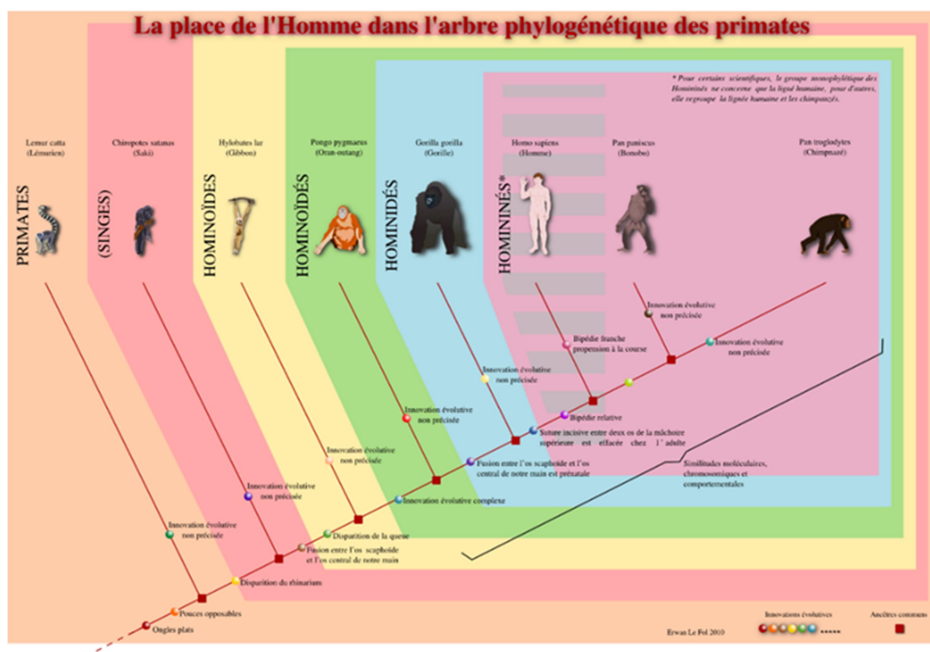 La place de l'Homme dans l'arbre phylogénétique des primates
* Pour certains scientifiques, le groupe monophylétique des
Homininés ne concerne que la ligné humaine, pour d'autres,
elle regroupe la lignée humaine et les chimpanzés.
Lemur catta
(Lémurien)
Chiropotes satanas
(Saki)
Hylobates lar
(Gibbon)
Pongo pygmaeus
(Oran-outang)
Gorilla gorilla
(Gorille)
Homo sapiens
(Homme)
Pan paniscus
(Bonobo)
Pan troglodytes
(Chimpnazé)
PRIMATES
(SINGES)
HOMINOÏDES
HOMINOÏDÉS
HOMINIDÉS
HOMININÉS*
Innovation évolutive
non précisée
Innovation évolutive
non précisée
Bipédie franche
propension à la course
Innovation évolutive
non précisée
Innovation évolutive
non précisée
Bipédie relative
Suture incisive entre deux os de la mâchoire
supérieure est effacée chez l'adulte
Innovation évolutive
non précisée
Fusion entre l'os scaphoïde et l'os
central de notre main est prénatale
Similitudes moléculaires,
chromosomiques et
comportementales
Innovation évolutive
non précisée
Innovation évolutive complexe
Innovation évolutive
non précisée
Disparition de la queue
Fusion entre l'os scaphoïde
et l'os central de notre main
Disparition du rhinarium
Pouces opposables
Ongles plats
Erwan Le Fol 2010
Innovations évolutives
Ancêtres communs